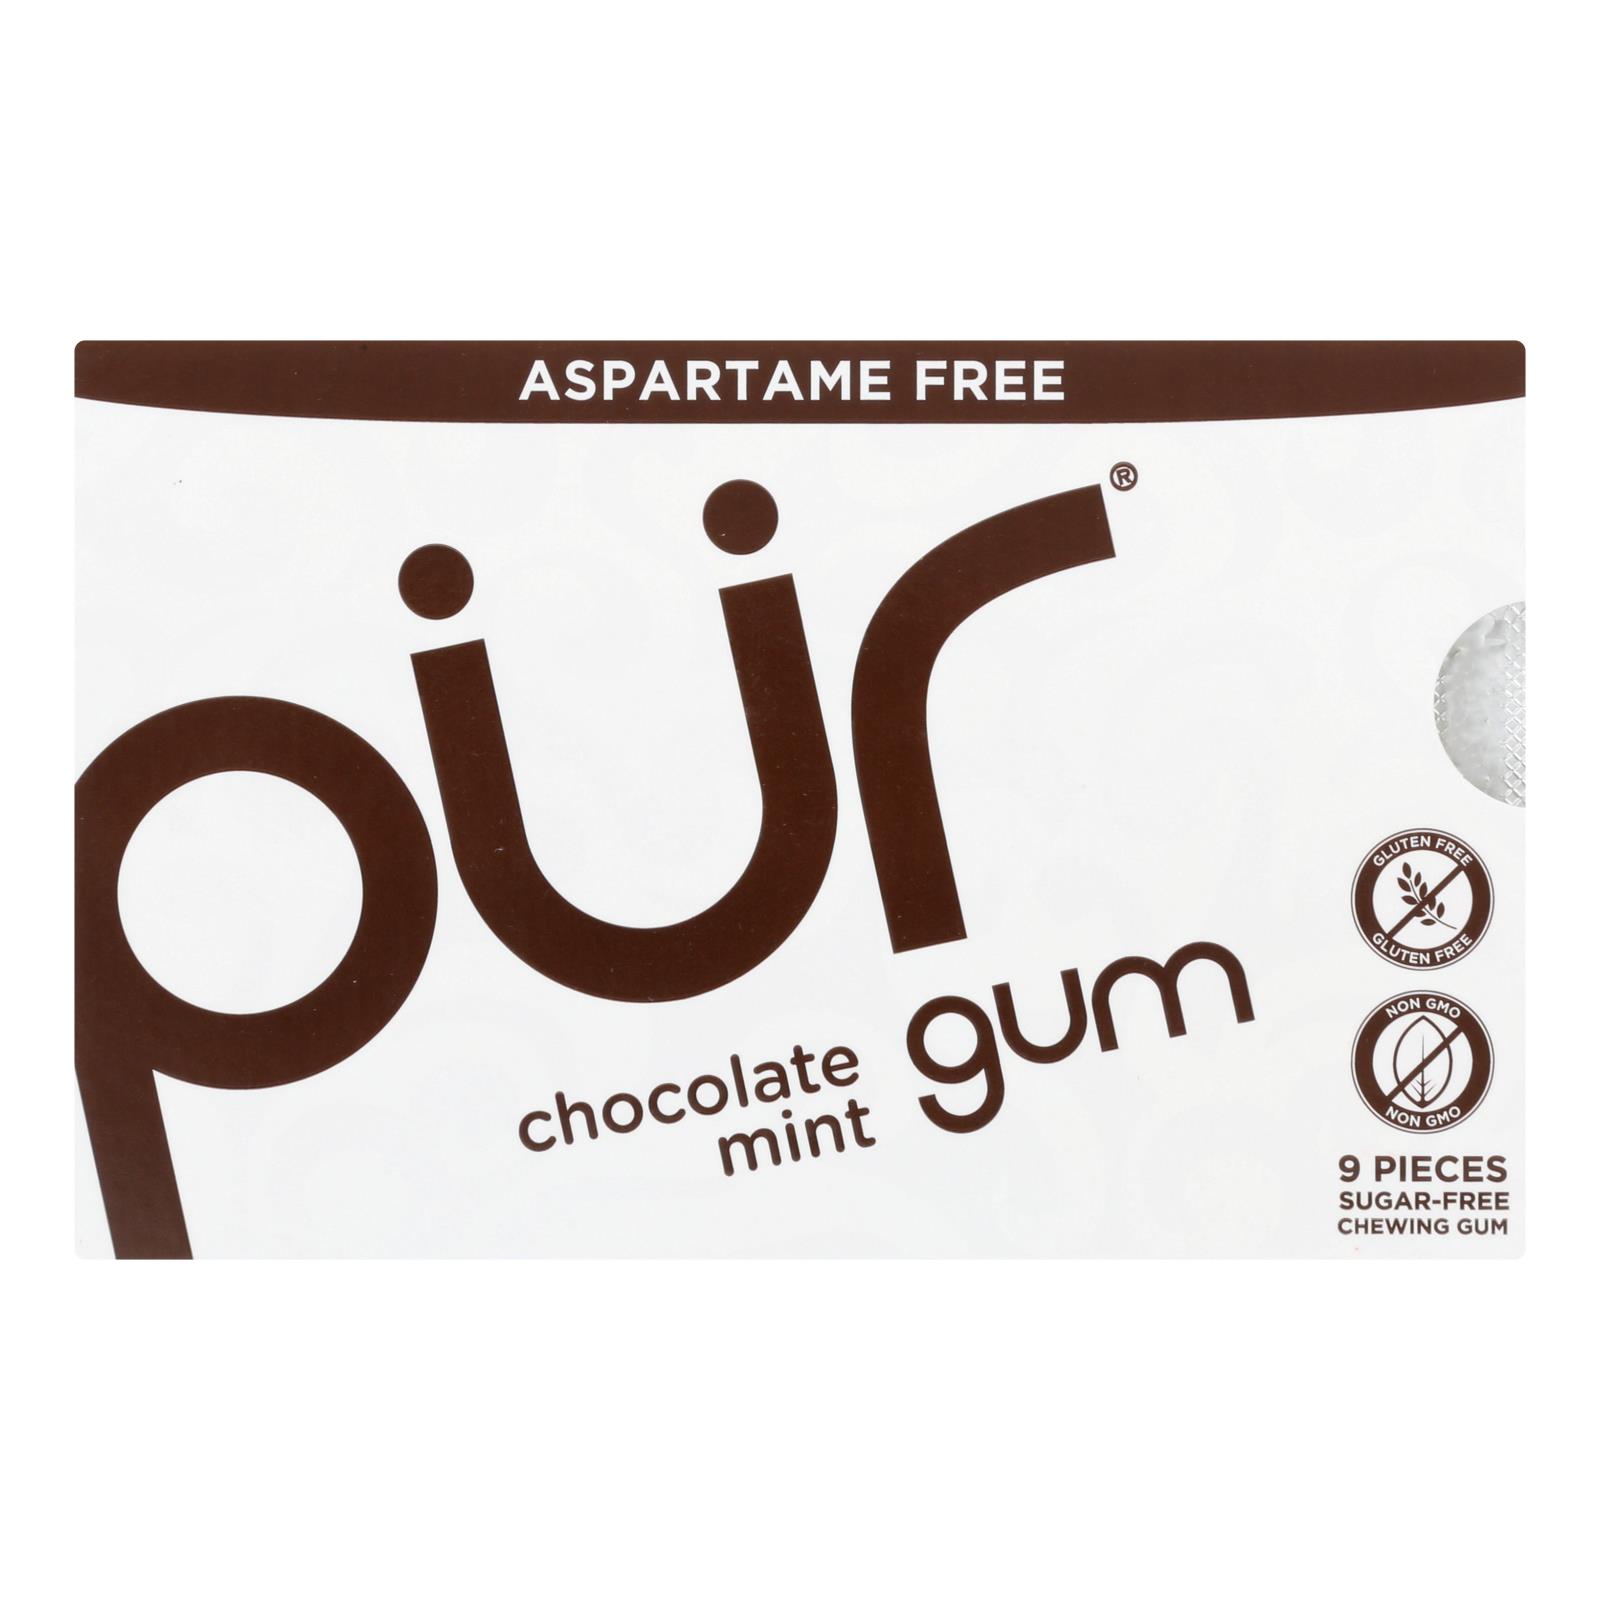 ASPARTAME FREE
pür®
chocolate
mint
gum
GLUTEN FREE
GLUTEN FREE
NON GMO
NON GMO
9 PIECES
SUGAR-FREE
CHEWING GUM